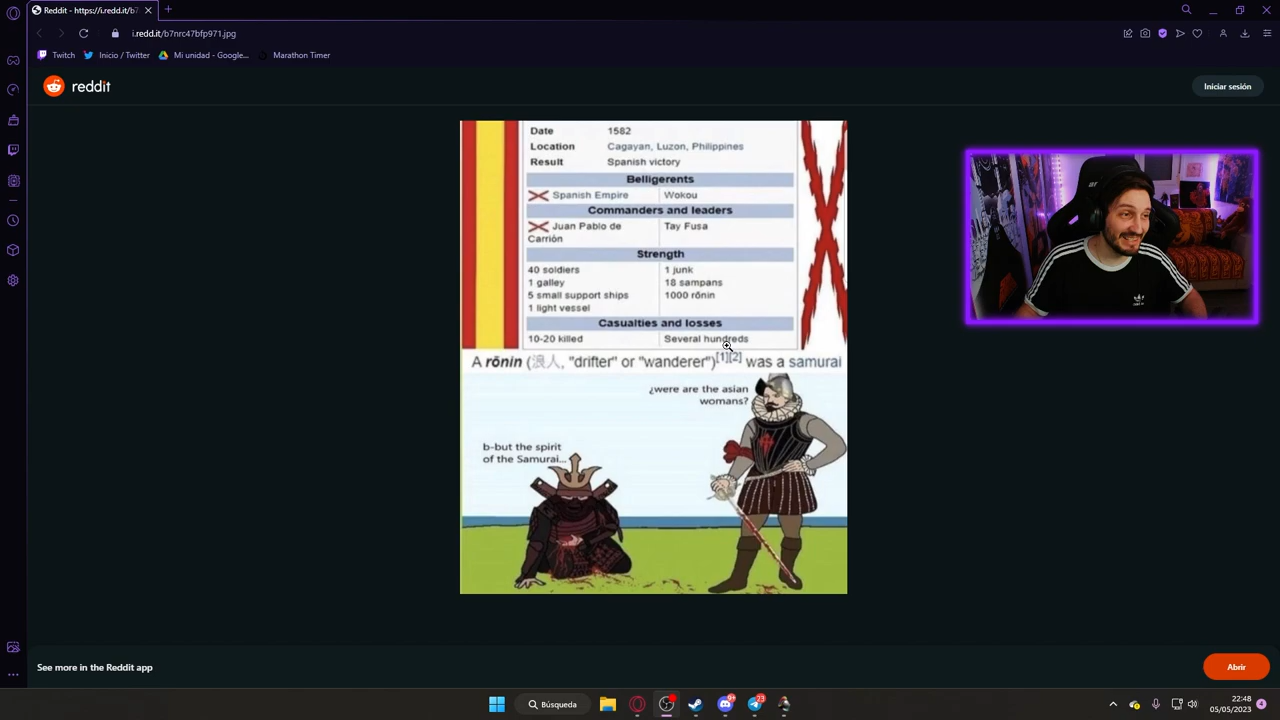 Reddit - https://i.redd.it/b7
i.redd.it/b7nrc47bfp971.jpg
Twitch
Inicio / Twitter
Mi unidad - Google...
Marathon Timer
reddit
Iniciar sesión
Date 1582
Location Cagayan, Luzon, Philippines
Result Spanish victory
Belligerents
Spanish Empire Wokou
Commanders and leaders
Juan Pablo de Tay Fusa
Carrión
Strength
40 soldiers 1 junk
1 galley 18 sampans
5 small support ships 1000 rōnin
1 light vessel
Casualties and losses
10-20 killed Several hundreds
A rōnin (浪人, "drifter" or "wanderer")[1][2] was a samurai
¿were are the asian
womans?
b-but the spirit
of the Samurai...
See more in the Reddit app
Abrir
Búsqueda
9+
23
22:48
05/05/2023
4